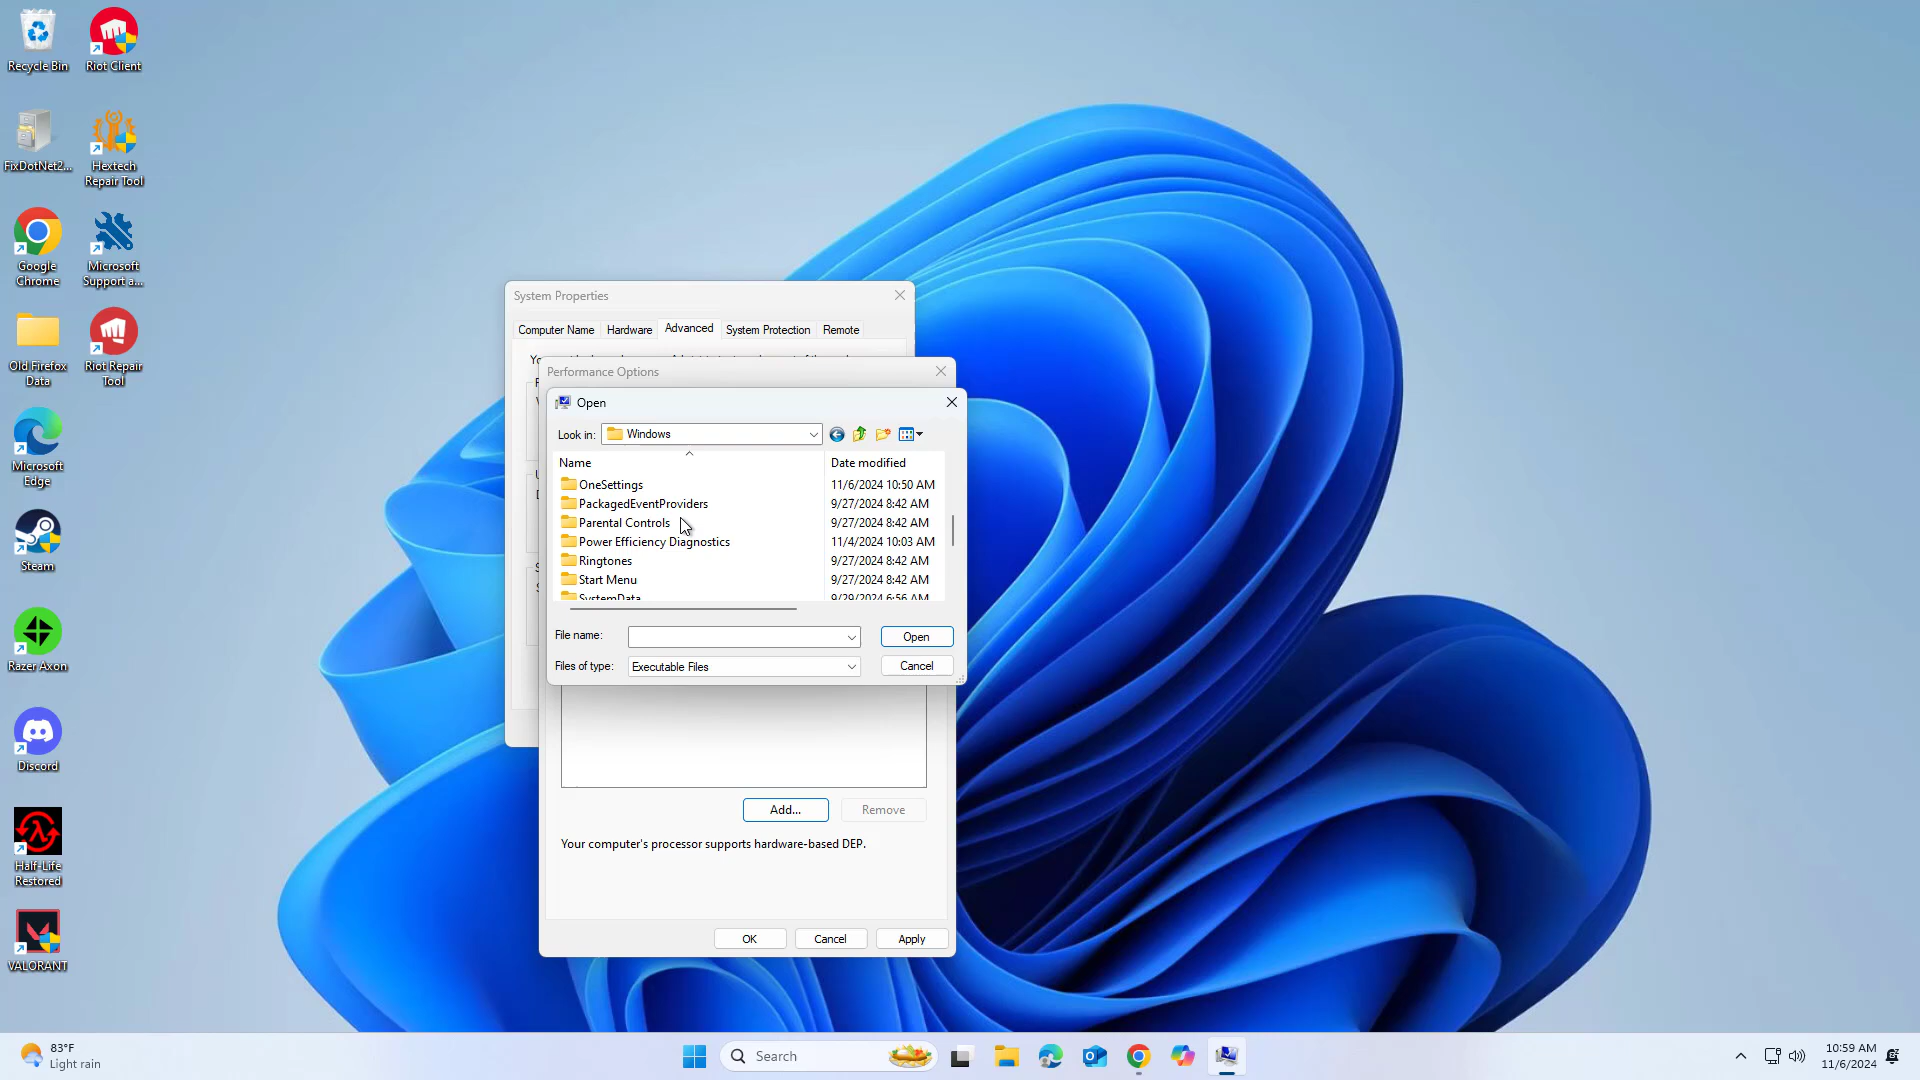 Recycle Bin
Riot Client
FixDotNet2...
Hextech
Repair Tool
Google
Chrome
Microsoft
Support a...
Old Firefox
Data
Riot Repair
Tool
Microsoft
Edge
Steam
Razer Axon
Discord
Half-Life
Restored
VALORANT
System Properties
Computer Name
Hardware
Advanced
System Protection
Remote
Performance Options
Open
Look in:
Windows
Name
Date modified
OneSettings
11/6/2024 10:50 AM
PackagedEventProviders
9/27/2024 8:42 AM
Parental Controls
9/27/2024 8:42 AM
Power Efficiency Diagnostics
11/4/2024 10:03 AM
Ringtones
9/27/2024 8:42 AM
Start Menu
9/27/2024 8:42 AM
SystemData
9/29/2024 6:56 AM
File name:
Open
Files of type:
Executable Files
Cancel
Add...
Remove
Your computer's processor supports hardware-based DEP.
OK
Cancel
Apply
83°F
Light rain
Search
10:59 AM
11/6/2024